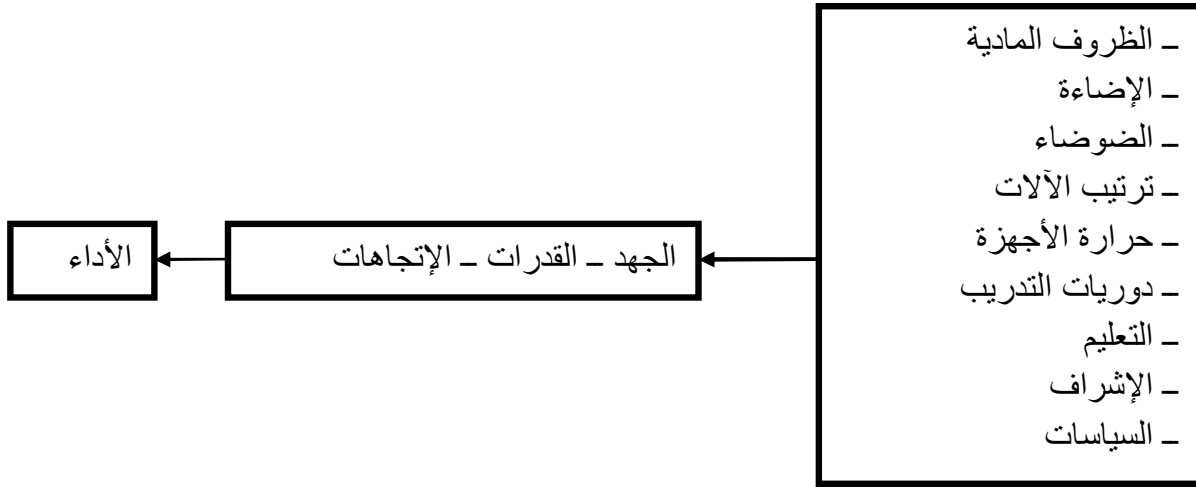 – الظروف المادية
– الإضاءة
– الضوضاء
– ترتيب الآلات
– حرارة الأجهزة
– دوريات التدريب
– التعليم
– الإشراف
– السياسات
الجهد – القدرات – الإتجاهات
الأداء